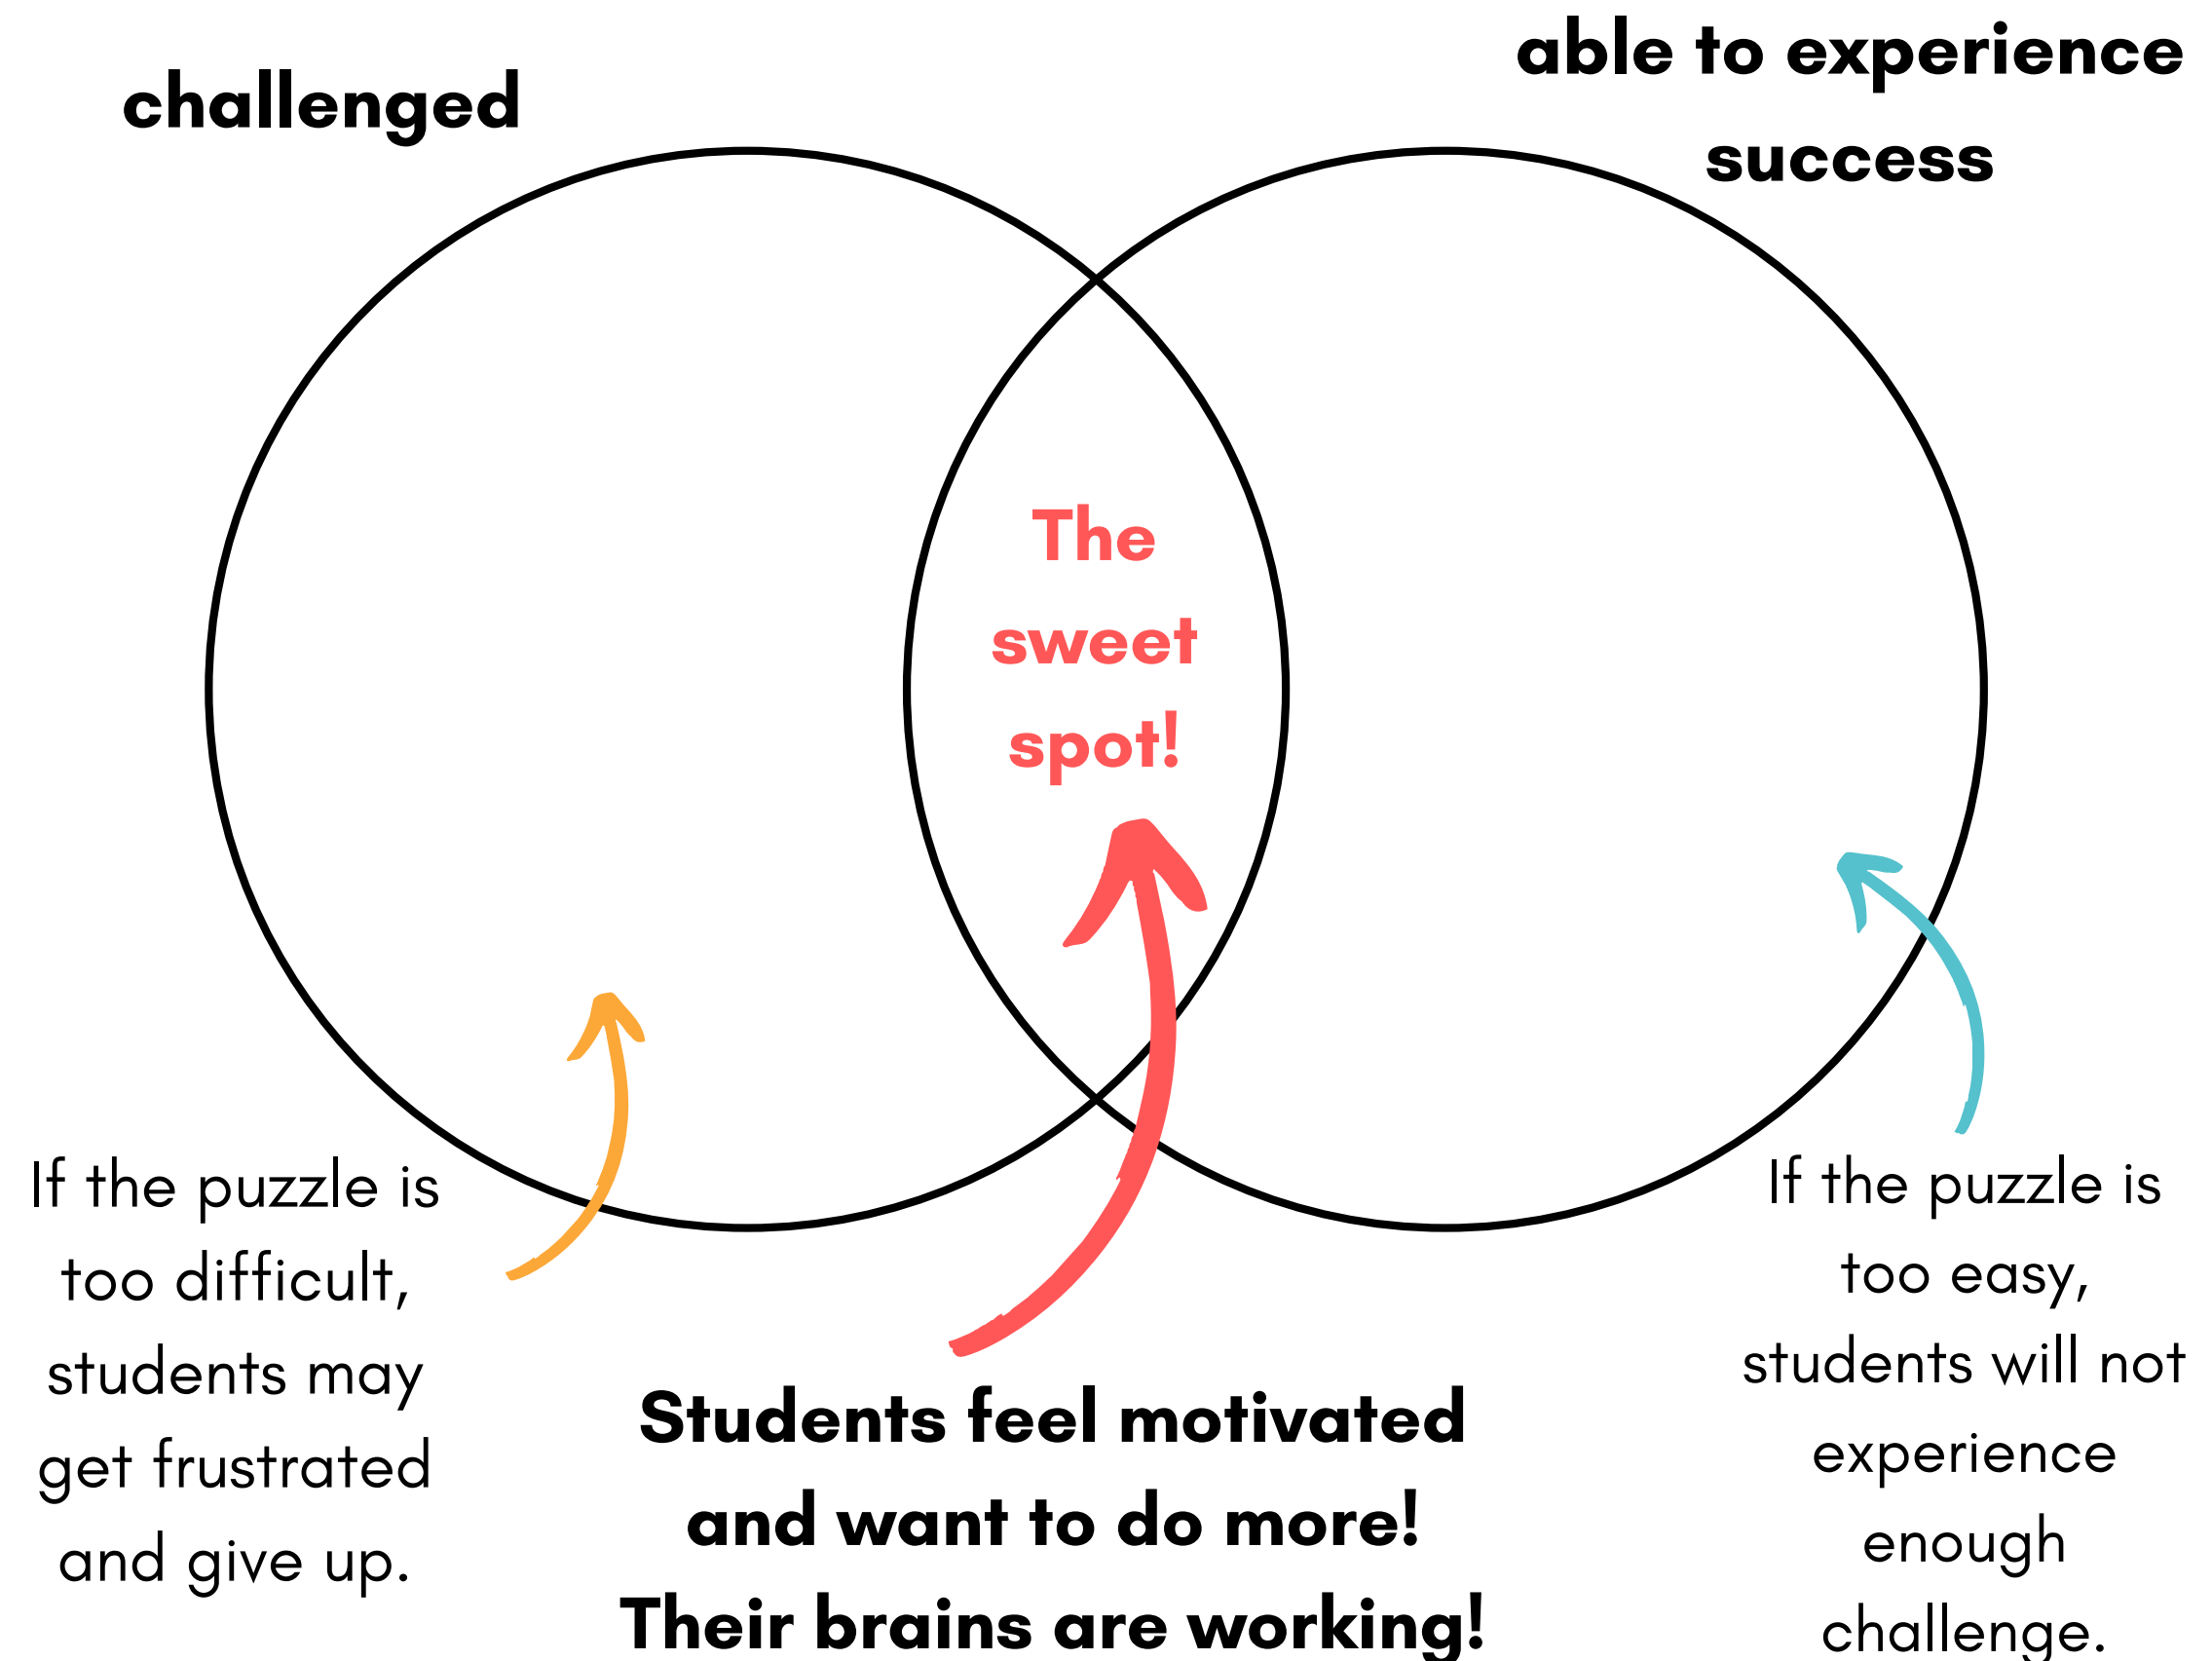 challenged
able to experience
success
The
sweet
spot!
If the puzzle is
too difficult,
students may
get frustrated
and give up.
Students feel motivated
and want to do more!
Their brains are working!
If the puzzle is
too easy,
students will not
experience
enough
challenge.